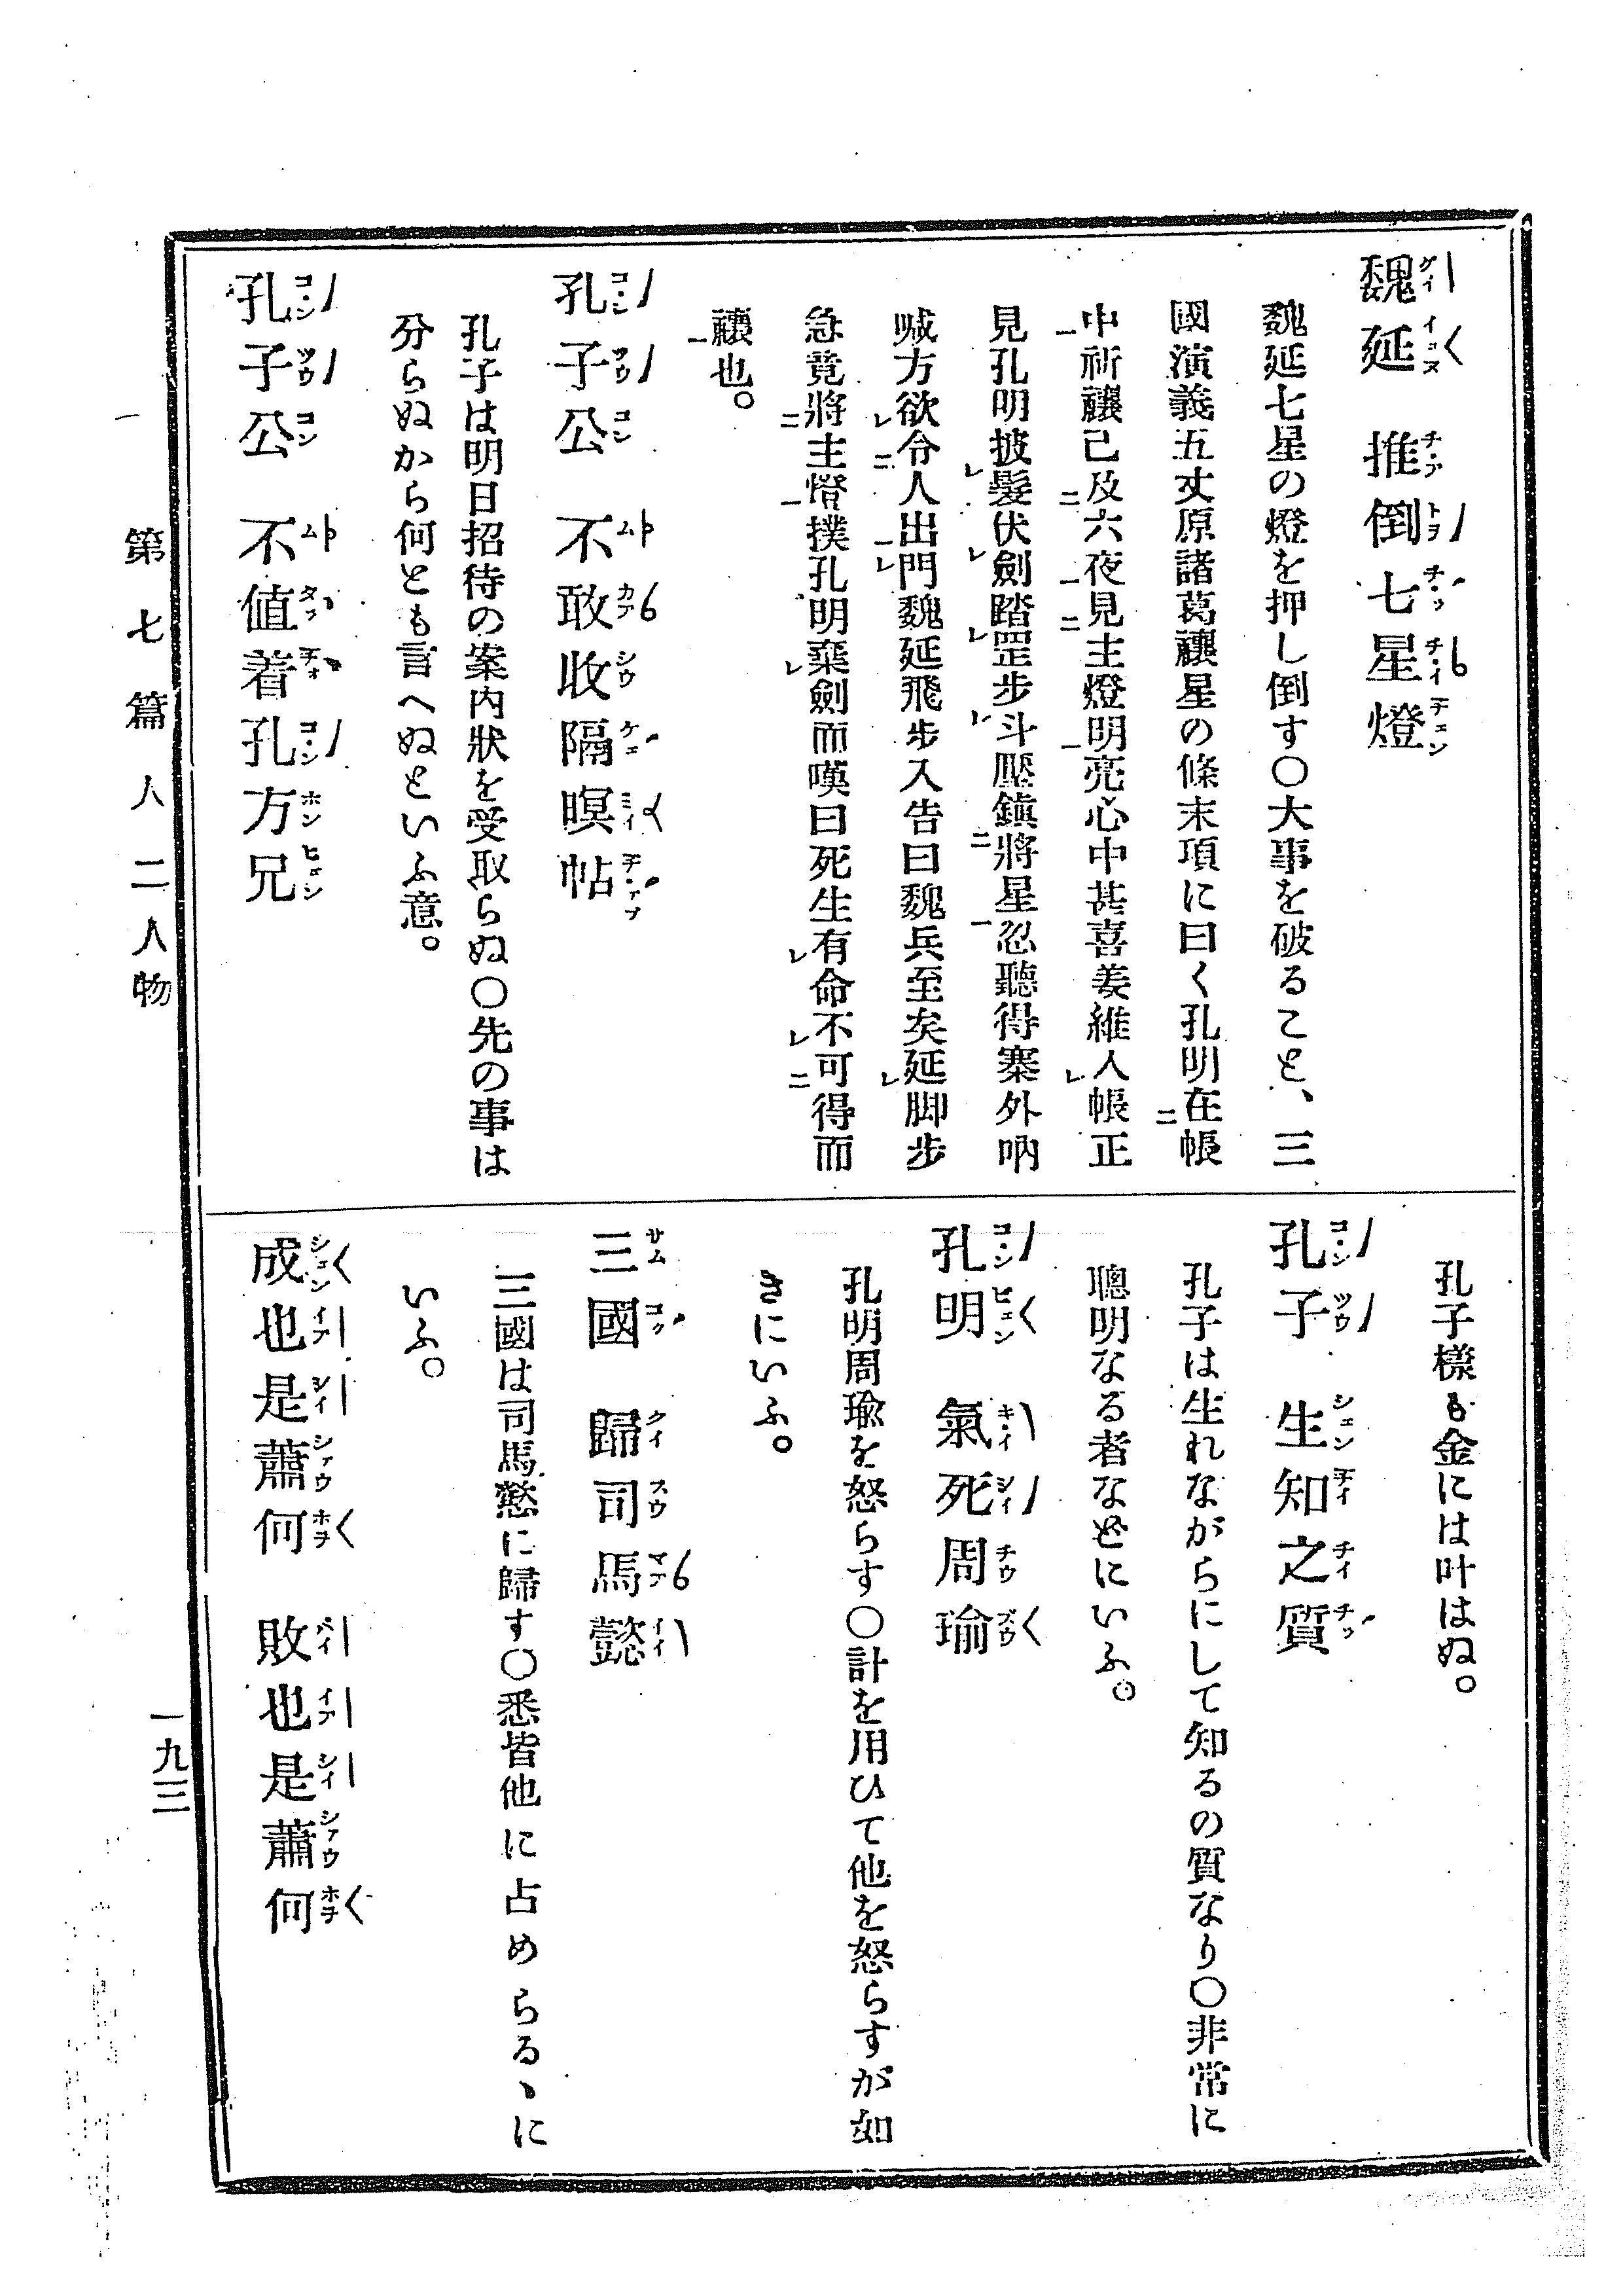 魏延 推倒七星燈
魏延七星の燈を押し倒す○大事を破ること、三
國演義五丈原諸葛禳星の條末項に曰く孔明在帳
中祈禳已及六夜見主燈明亮心中甚喜姜維入帳正
見孔明披髮伏劍踏罡步斗壓鎭將星忽聽得寨外吶
喊方欲令人出問魏延飛步入告曰魏兵至矣延脚步
急竟將主燈撲孔明棄劍而嘆曰死生有命不可得而
禳也。
孔子公 不敢收隔暝帖
孔子は明日招待の案内狀を受取らぬ○先の事は
分らぬから何とも言へぬといふ意。
孔子公 不値着孔方兄
孔子樣も金には叶はぬ。
孔子 生知之質
孔子は生れながらにして知るの質なり○非常に
聰明なる者などにいふ。
孔明 氣死周瑜
孔明周瑜を怒らす○計を用ひて他を怒らすが如
きにいふ。
三國 歸司馬懿
三國は司馬懿に歸す○悉皆他に占めらるゝに
いふ。
成也是蕭何 敗也是蕭何
第七篇 人 二 人物
一九三